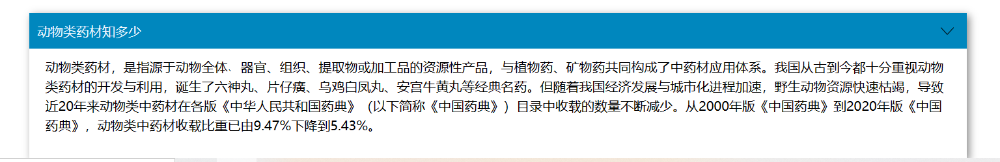 动物类药材知多少
动物类药材，是指源于动物全体、器官、组织、提取物或加工品的资源性产品，与植物药、矿物药共同构成了中药材应用体系。我国从古到今都十分重视动物
类药材的开发与利用，诞生了六神丸、片仔癀、乌鸡白凤丸、安宫牛黄丸等经典名药。但随着我国经济发展与城市化进程加速，野生动物资源快速枯竭，导致
近20年来动物类中药材在各版《中华人民共和国药典》（以下简称《中国药典》）目录中收载的数量不断减少。从2000年版《中国药典》到2020年版《中国
药典》，动物类中药材收载比重已由9.47%下降到5.43%。